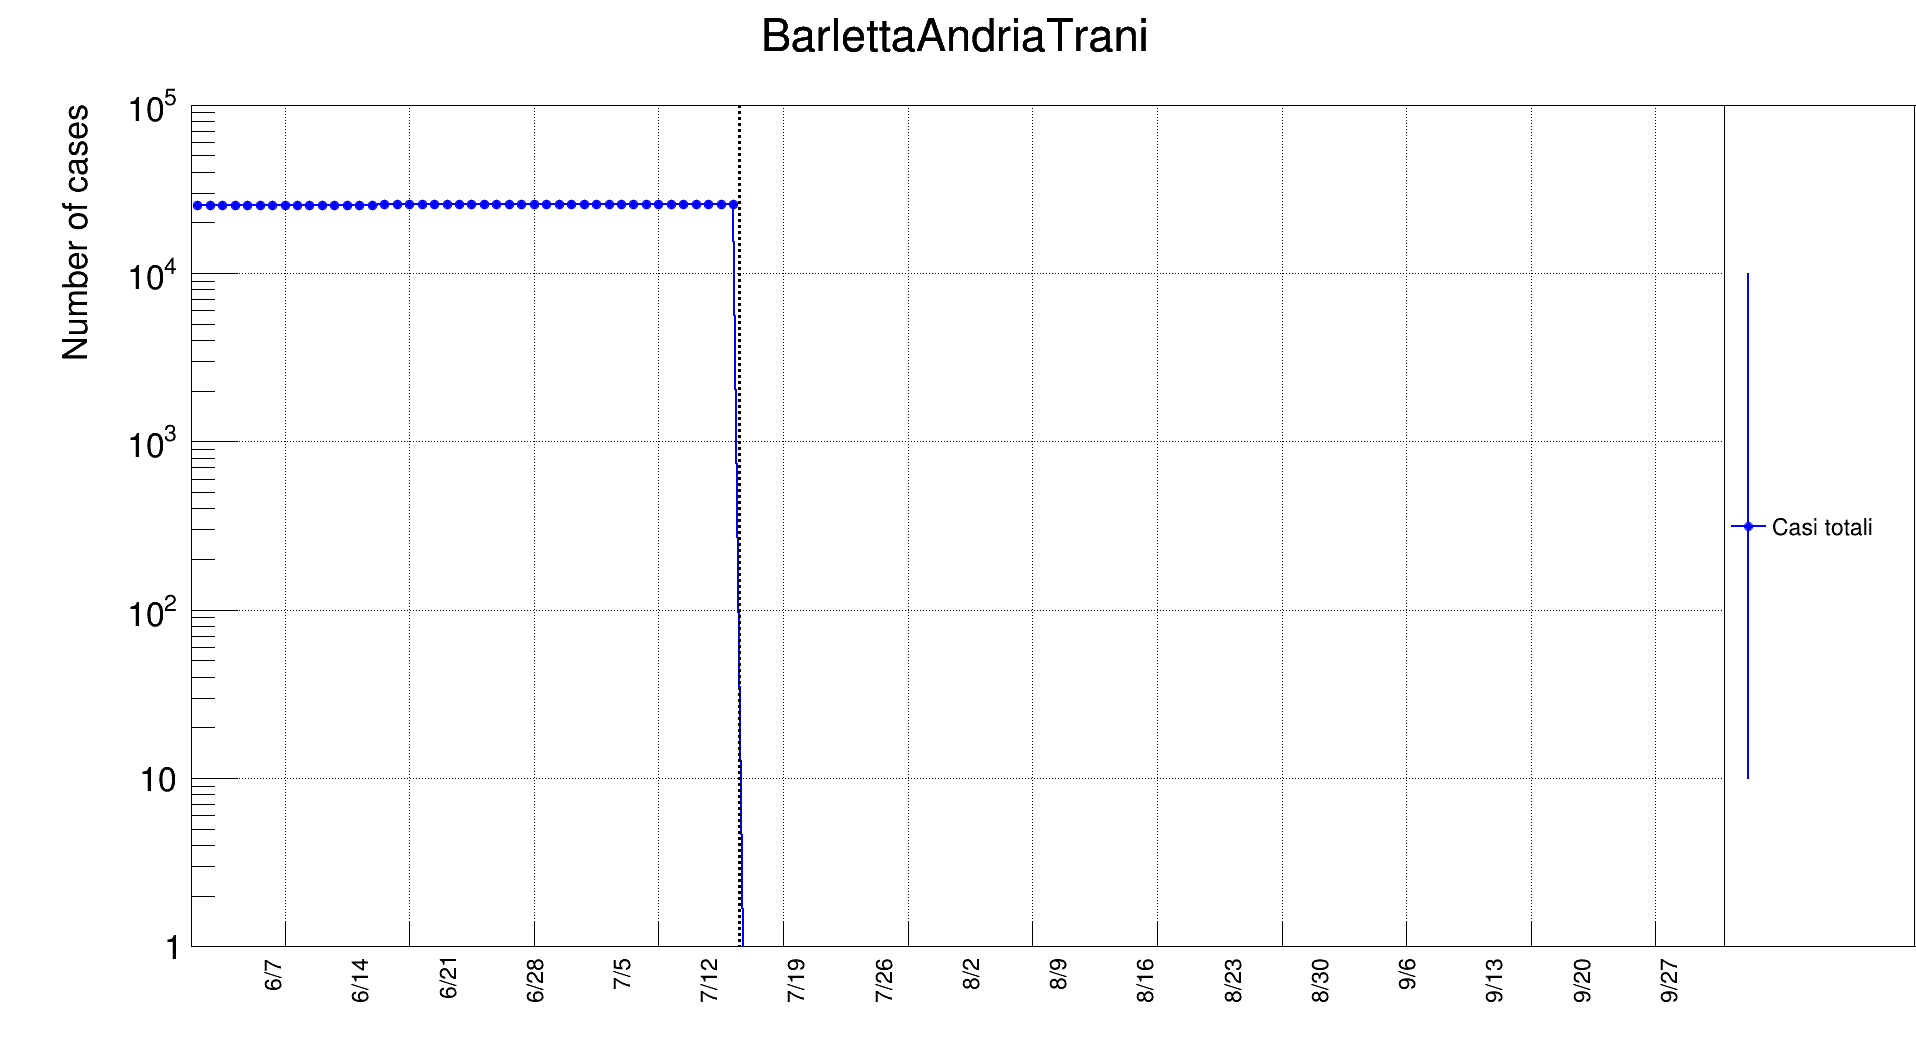 BarlettaAndriaTrani
Number of cases
10^5
10^4
10^3
10^2
10
1
6/7 6/14 6/21 6/28 7/5 7/12 7/19 7/26 8/2 8/9 8/16 8/23 8/30 9/6 9/13 9/20 9/27
Casi totali